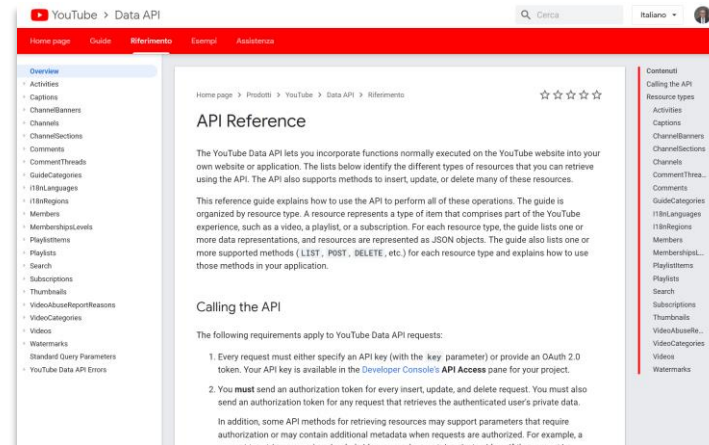 YouTube > Data API
Cerca
Italiano
Home page Guide Riferimento Esempi Assistenza
Overview
Activities
Captions
ChannelBanners
Channels
ChannelSections
Comments
CommentThreads
GuideCategories
I18nLanguages
I18nRegions
Members
MembershipsLevels
PlaylistItems
Playlists
Search
Subscriptions
Thumbnails
VideoAbuseReportReasons
VideoCategories
Videos
Watermarks
Standard Query Parameters
YouTube Data API Errors
Home page > Prodotti > YouTube > Data API > Riferimento
API Reference
The YouTube Data API lets you incorporate functions normally executed on the YouTube website into your
own website or application. The lists below identify the different types of resources that you can retrieve
using the API. The API also supports methods to insert, update, or delete many of these resources.
This reference guide explains how to use the API to perform all of these operations. The guide is
organized by resource type. A resource represents a type of item that comprises part of the YouTube
experience, such as a video, a playlist, or a subscription. For each resource type, the guide lists one or
more data representations, and resources are represented as JSON objects. The guide also lists one or
more supported methods (LIST, POST, DELETE, etc.) for each resource type and explains how to use
those methods in your application.
Calling the API
The following requirements apply to YouTube Data API requests:
1. Every request must either specify an API key (with the key parameter) or provide an OAuth 2.0
token. Your API key is available in the Developer Console's API Access pane for your project.
2. You must send an authorization token for every insert, update, and delete request. You must also
send an authorization token for any request that retrieves the authenticated user's private data.
In addition, some API methods for retrieving resources may support parameters that require
authorization or may contain additional metadata when requests are authorized. For example, a
Contenuti
Calling the API
Resource types
Activities
Captions
ChannelBanners
ChannelSections
Channels
CommentThrea...
Comments
GuideCategories
I18nLanguages
I18nRegions
Members
MembershipsL...
PlaylistItems
Playlists
Search
Subscriptions
Thumbnails
VideoAbuseRe...
VideoCategories
Videos
Watermarks